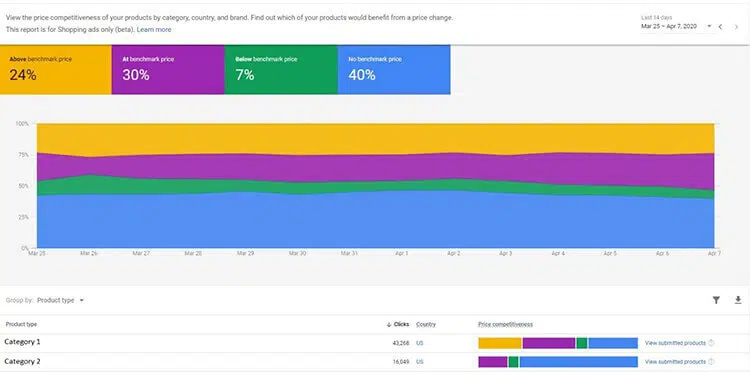 View the price competitiveness of your products by category, country, and brand. Find out which of your products would benefit from a price change.
This report is for Shopping ads only (beta). Learn more
Last 14 days
Mar 25 – Apr 7, 2020
Above benchmark price
24%
At benchmark price
30%
Below benchmark price
7%
No benchmark price
40%
100%
75%
50%
25%
0%
Mar 25 Mar 26 Mar 27 Mar 28 Mar 29 Mar 30 Mar 31 Apr 1 Apr 2 Apr 3 Apr 4 Apr 5 Apr 6 Apr 7
Group by: Product type
Product type Clicks Country Price competitiveness
Category 1 43,268 US View submitted products
Category 2 16,049 US View submitted products